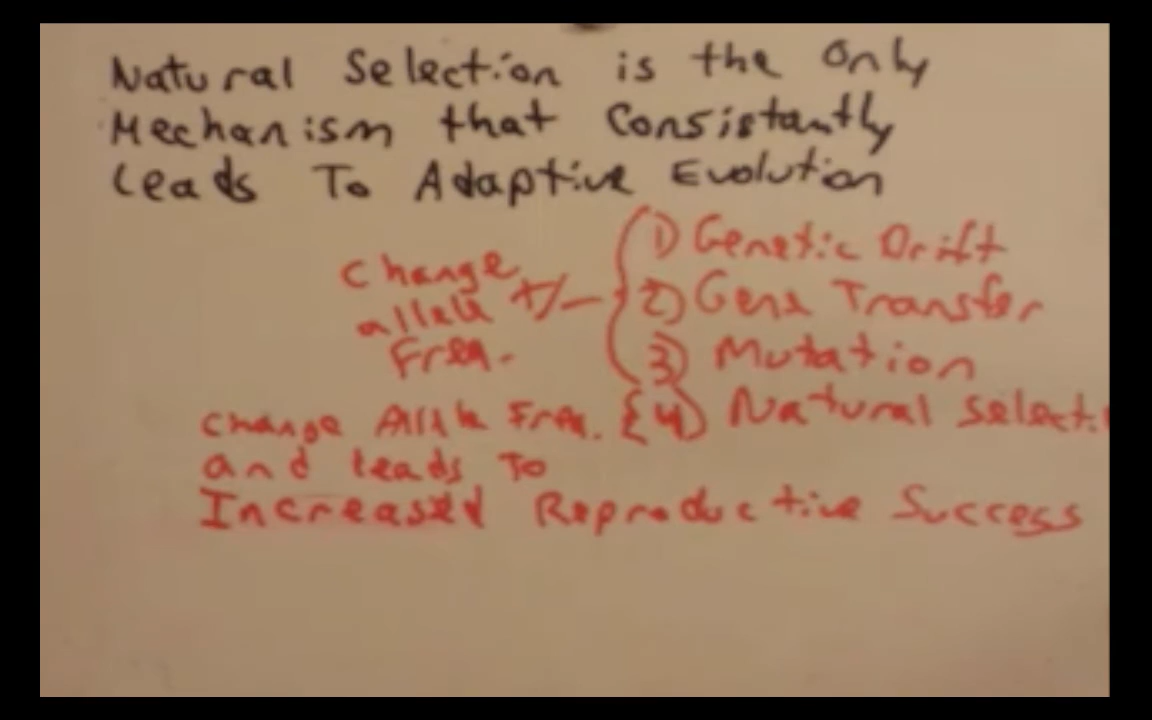 Natural Selection is the Only
Mechanism that Consistantly
Leads To Adaptive Evolution
1) Genetic Drift
Change
allele +/-
Freq.
2) Gene Transfer
3) Mutation
Change Allele Freq. {4) Natural Selecti
and leads To
Increased Reproductive Success